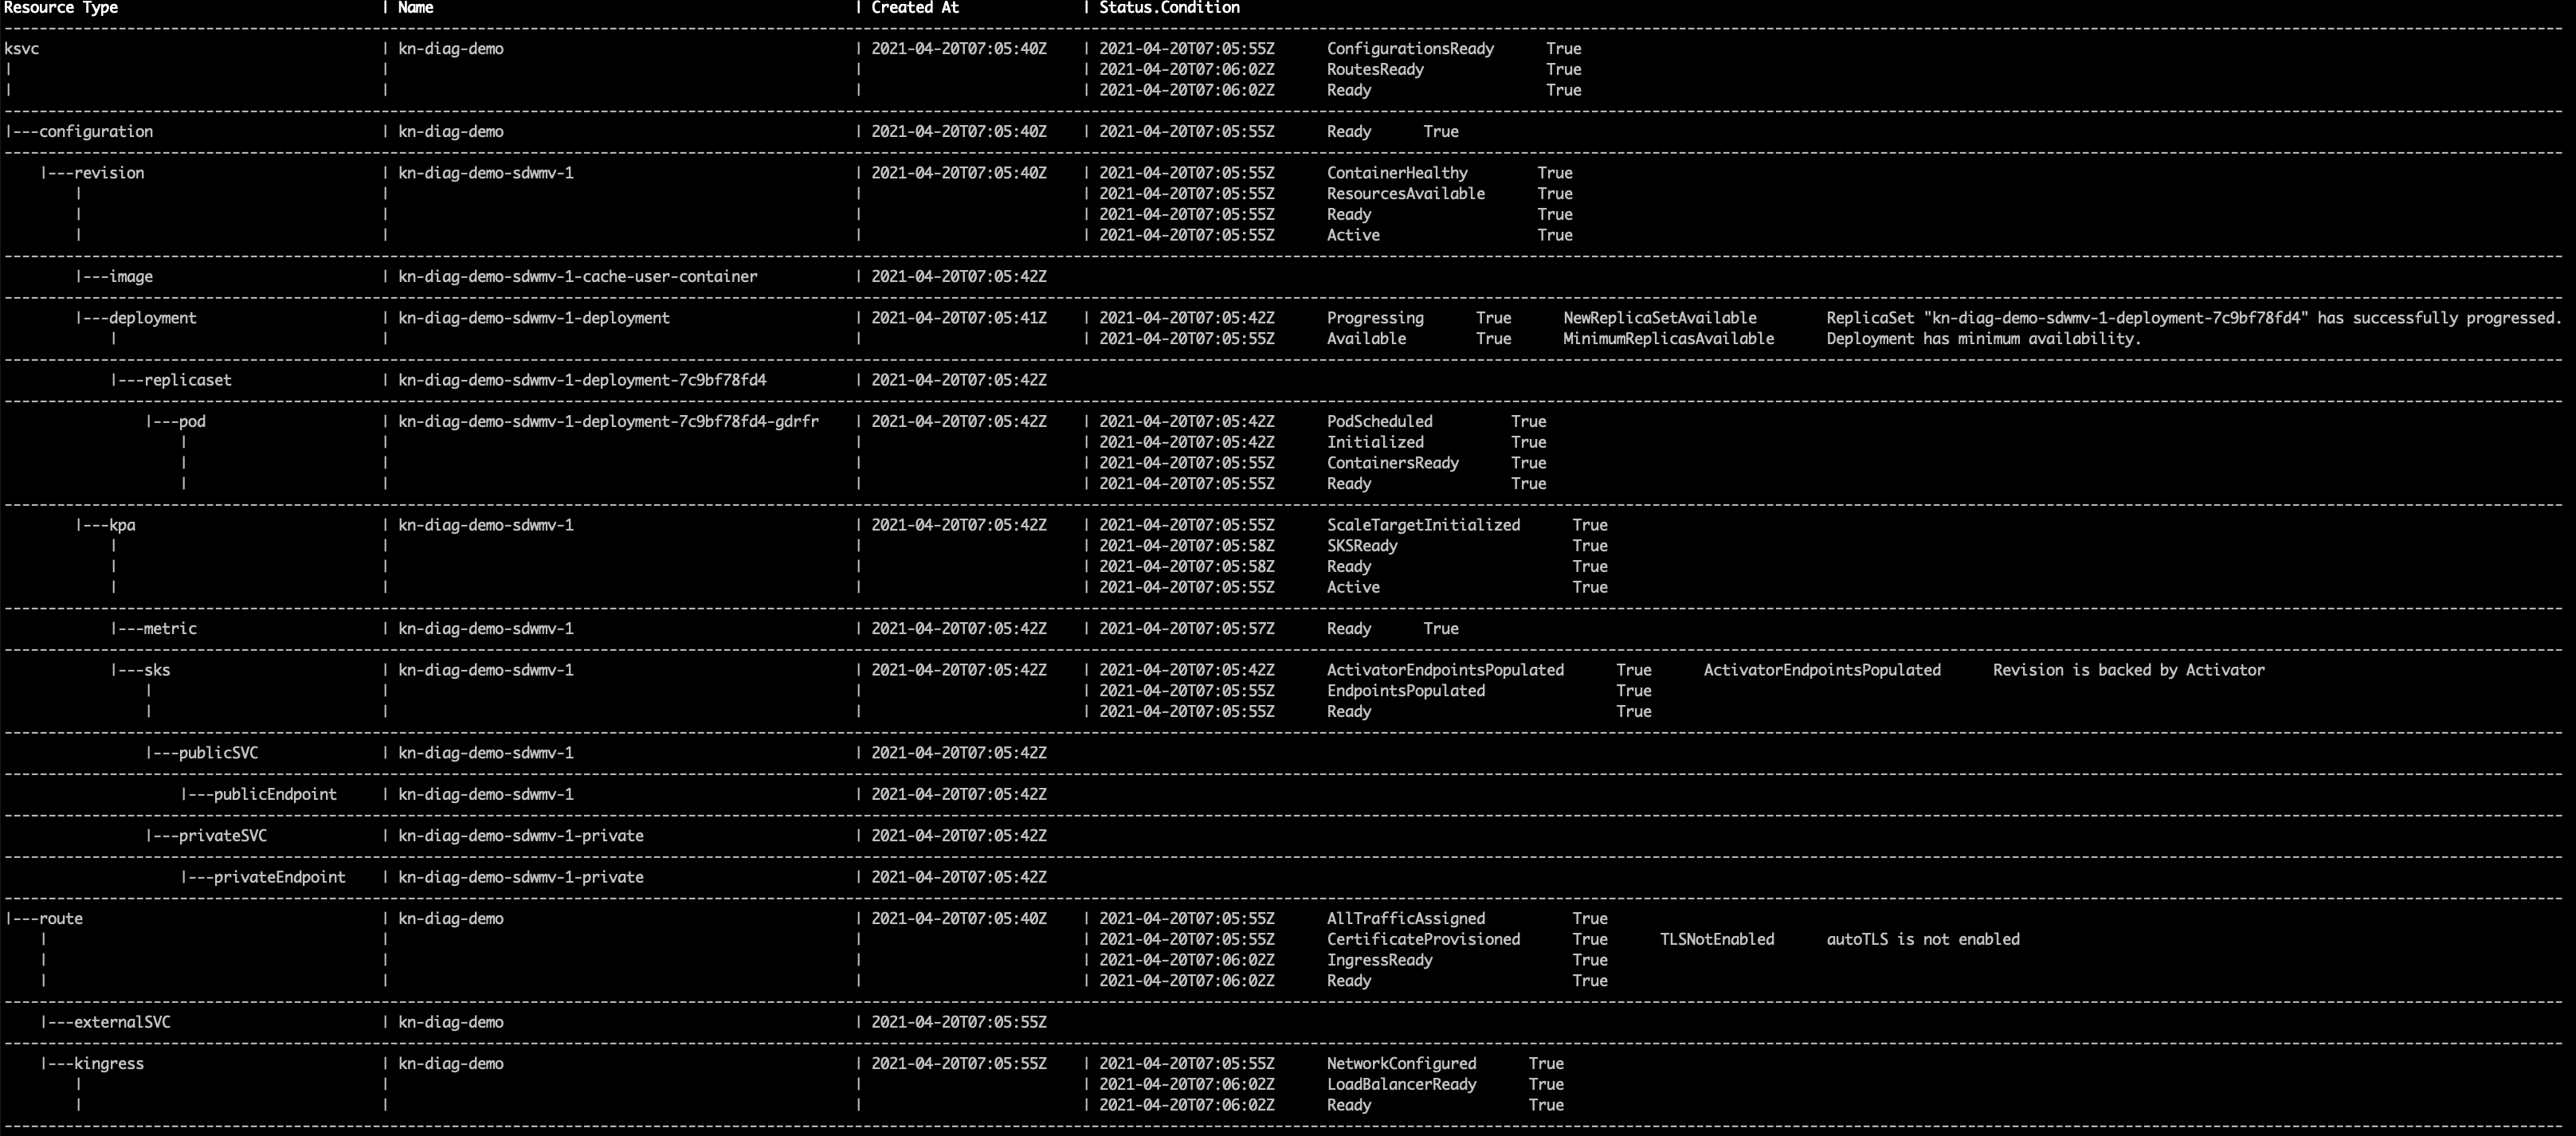 Resource Type | Name | Created At | Status.Condition
ksvc | kn-diag-demo | 2021-04-20T07:05:40Z | 2021-04-20T07:05:55Z ConfigurationsReady True
| | | | 2021-04-20T07:06:02Z RoutesReady True
| | | | 2021-04-20T07:06:02Z Ready True
|---configuration | kn-diag-demo | 2021-04-20T07:05:40Z | 2021-04-20T07:05:55Z Ready True
|---revision | kn-diag-demo-sdwmv-1 | 2021-04-20T07:05:40Z | 2021-04-20T07:05:55Z ContainerHealthy True
| | | | 2021-04-20T07:05:55Z ResourcesAvailable True
| | | | 2021-04-20T07:05:55Z Ready True
| | | | 2021-04-20T07:05:55Z Active True
|---image | kn-diag-demo-sdwmv-1-cache-user-container | 2021-04-20T07:05:42Z
|---deployment | kn-diag-demo-sdwmv-1-deployment | 2021-04-20T07:05:41Z | 2021-04-20T07:05:42Z Progressing True NewReplicaSetAvailable ReplicaSet "kn-diag-demo-sdwmv-1-deployment-7c9bf78fd4" has successfully progressed.
| | | | 2021-04-20T07:05:55Z Available True MinimumReplicasAvailable Deployment has minimum availability.
|---replicaset | kn-diag-demo-sdwmv-1-deployment-7c9bf78fd4 | 2021-04-20T07:05:42Z
|---pod | kn-diag-demo-sdwmv-1-deployment-7c9bf78fd4-gdrfr | 2021-04-20T07:05:42Z | 2021-04-20T07:05:42Z PodScheduled True
| | | | 2021-04-20T07:05:42Z Initialized True
| | | | 2021-04-20T07:05:55Z ContainersReady True
| | | | 2021-04-20T07:05:55Z Ready True
|---kpa | kn-diag-demo-sdwmv-1 | 2021-04-20T07:05:42Z | 2021-04-20T07:05:55Z ScaleTargetInitialized True
| | | | 2021-04-20T07:05:58Z SKSReady True
| | | | 2021-04-20T07:05:58Z Ready True
| | | | 2021-04-20T07:05:55Z Active True
|---metric | kn-diag-demo-sdwmv-1 | 2021-04-20T07:05:42Z | 2021-04-20T07:05:57Z Ready True
|---sks | kn-diag-demo-sdwmv-1 | 2021-04-20T07:05:42Z | 2021-04-20T07:05:42Z ActivatorEndpointsPopulated True ActivatorEndpointsPopulated Revision is backed by Activator
| | | | 2021-04-20T07:05:55Z EndpointsPopulated True
| | | | 2021-04-20T07:05:55Z Ready True
|---publicSVC | kn-diag-demo-sdwmv-1 | 2021-04-20T07:05:42Z
|---publicEndpoint | kn-diag-demo-sdwmv-1 | 2021-04-20T07:05:42Z
|---privateSVC | kn-diag-demo-sdwmv-1-private | 2021-04-20T07:05:42Z
|---privateEndpoint | kn-diag-demo-sdwmv-1-private | 2021-04-20T07:05:42Z
|---route | kn-diag-demo | 2021-04-20T07:05:40Z | 2021-04-20T07:05:55Z AllTrafficAssigned True
| | | | 2021-04-20T07:05:55Z CertificateProvisioned True TLSNotEnabled autoTLS is not enabled
| | | | 2021-04-20T07:06:02Z IngressReady True
| | | | 2021-04-20T07:06:02Z Ready True
|---externalSVC | kn-diag-demo | 2021-04-20T07:05:55Z
|---kingress | kn-diag-demo | 2021-04-20T07:05:55Z | 2021-04-20T07:05:55Z NetworkConfigured True
| | | | 2021-04-20T07:06:02Z LoadBalancerReady True
| | | | 2021-04-20T07:06:02Z Ready True